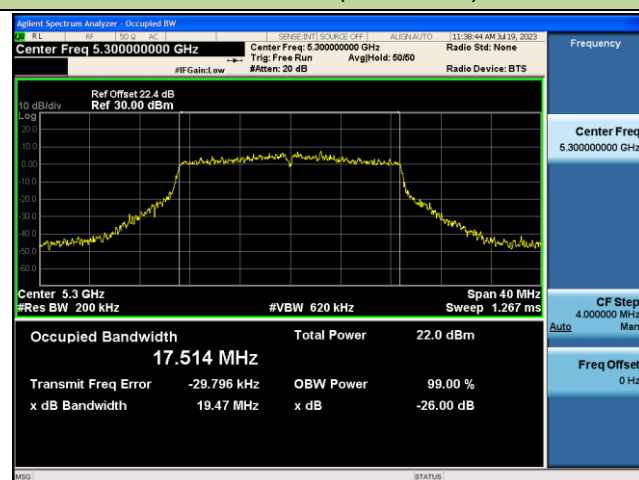 Agilent Spectrum Analyzer - Occupied BW
RL RF 50 Ω AC SENSE:INT SOURCE OFF ALIGN AUTO 11:38:44 AM Jul 19, 2023
Center Freq 5.300000000 GHz
Center Freq: 5.300000000 GHz
Radio Std: None
Trig: Free Run Avg|Hold: 50/50
#IFGain:Low #Atten: 20 dB Radio Device: BTS
Ref Offset 22.4 dB
10 dB/div Ref 30.00 dBm
Log
20.0
10.0
0.00
-10.0
-20.0
-30.0
-40.0
-50.0
-60.0
Center 5.3 GHz Span 40 MHz
#Res BW 200 kHz #VBW 620 kHz Sweep 1.267 ms
Occupied Bandwidth Total Power 22.0 dBm
17.514 MHz
Transmit Freq Error -29.796 kHz OBW Power 99.00 %
x dB Bandwidth 19.47 MHz x dB -26.00 dB
MSG STATUS
Frequency
Center Freq
5.300000000 GHz
CF Step
4.000000 MHz
Auto Man
Freq Offset
0 Hz